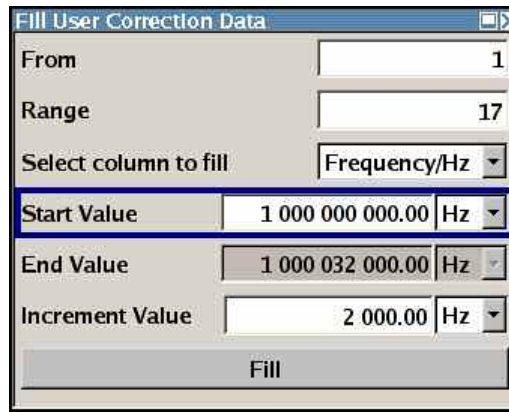 Fill User Correction Data
From 1
Range 17
Select column to fill Frequency/Hz
Start Value 1 000 000 000.00 Hz
End Value 1 000 032 000.00 Hz
Increment Value 2 000.00 Hz
Fill